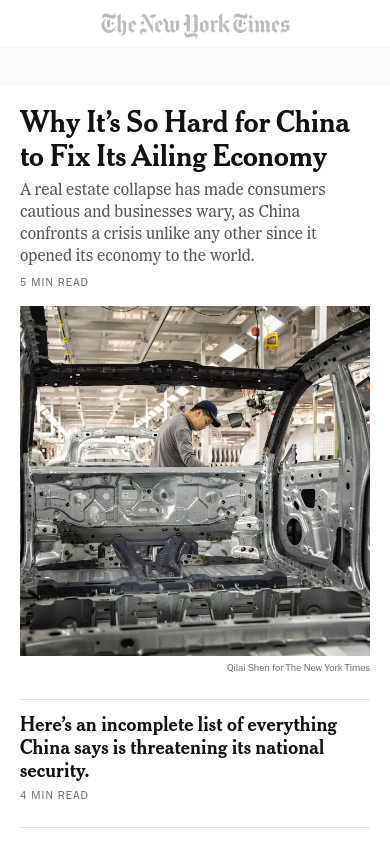 The New York Times
Why It’s So Hard for China
to Fix Its Ailing Economy
A real estate collapse has made consumers
cautious and businesses wary, as China
confronts a crisis unlike any other since it
opened its economy to the world.
5 MIN READ
Qilai Shen for The New York Times
Here’s an incomplete list of everything
China says is threatening its national
security.
4 MIN READ